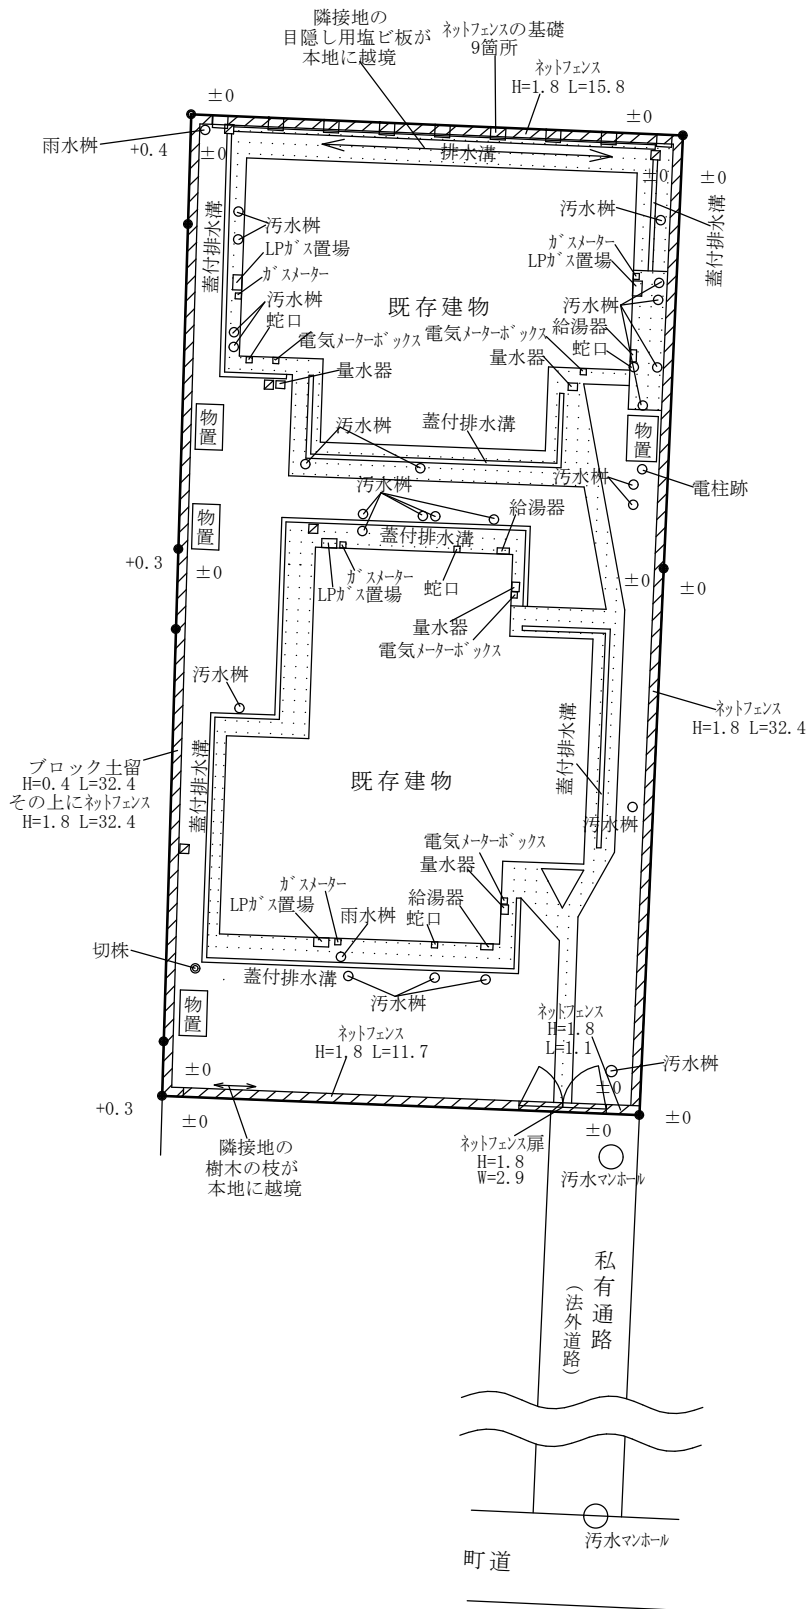 隣接地の
目隠し用塩ビ板が
本地に越境
ネットフェンスの基礎
9箇所
ネットフェンス
H=1.8 L=15.8
±0
±0
雨水桝
+0.4
±0
排水溝
±0
±0
蓋付排水溝
汚水桝
LPガス置場
ガスメーター
汚水桝
蛇口
電気メーターボックス
量水器
既存建物
汚水桝
ガスメーター
LPガス置場
汚水桝
給湯器
電気メーターボックス
蛇口
量水器
蓋付排水溝
物置
汚水桝
蓋付排水溝
物置
汚水桝
電柱跡
物置
汚水桝
給湯器
蓋付排水溝
+0.3
±0
ガスメーター
LPガス置場
蛇口
量水器
電気メーターボックス
±0
±0
汚水桝
ネットフェンス
H=1.8 L=32.4
ブロック土留
H=0.4 L=32.4
その上にネットフェンス
H=1.8 L=32.4
蓋付排水溝
既存建物
蓋付排水溝
汚水桝
電気メーターボックス
量水器
ガスメーター
LPガス置場
雨水桝
給湯器
蛇口
切株
蓋付排水溝
汚水桝
物置
ネットフェンス
H=1.8 L=11.7
ネットフェンス
H=1.8
L=1.1
汚水桝
±0
±0
+0.3
±0
±0
±0
隣接地の
樹木の枝が
本地に越境
ネットフェンス扉
H=1.8
W=2.9
汚水マンホール
私有通路
(法外道路)
汚水マンホール
町道